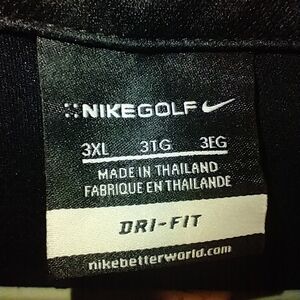 NIKEGOLF
3XL 3TG 3EG
MADE IN THAILAND
FABRIQUE EN THAILANDE
DRI-FIT
nikebetterworld.com